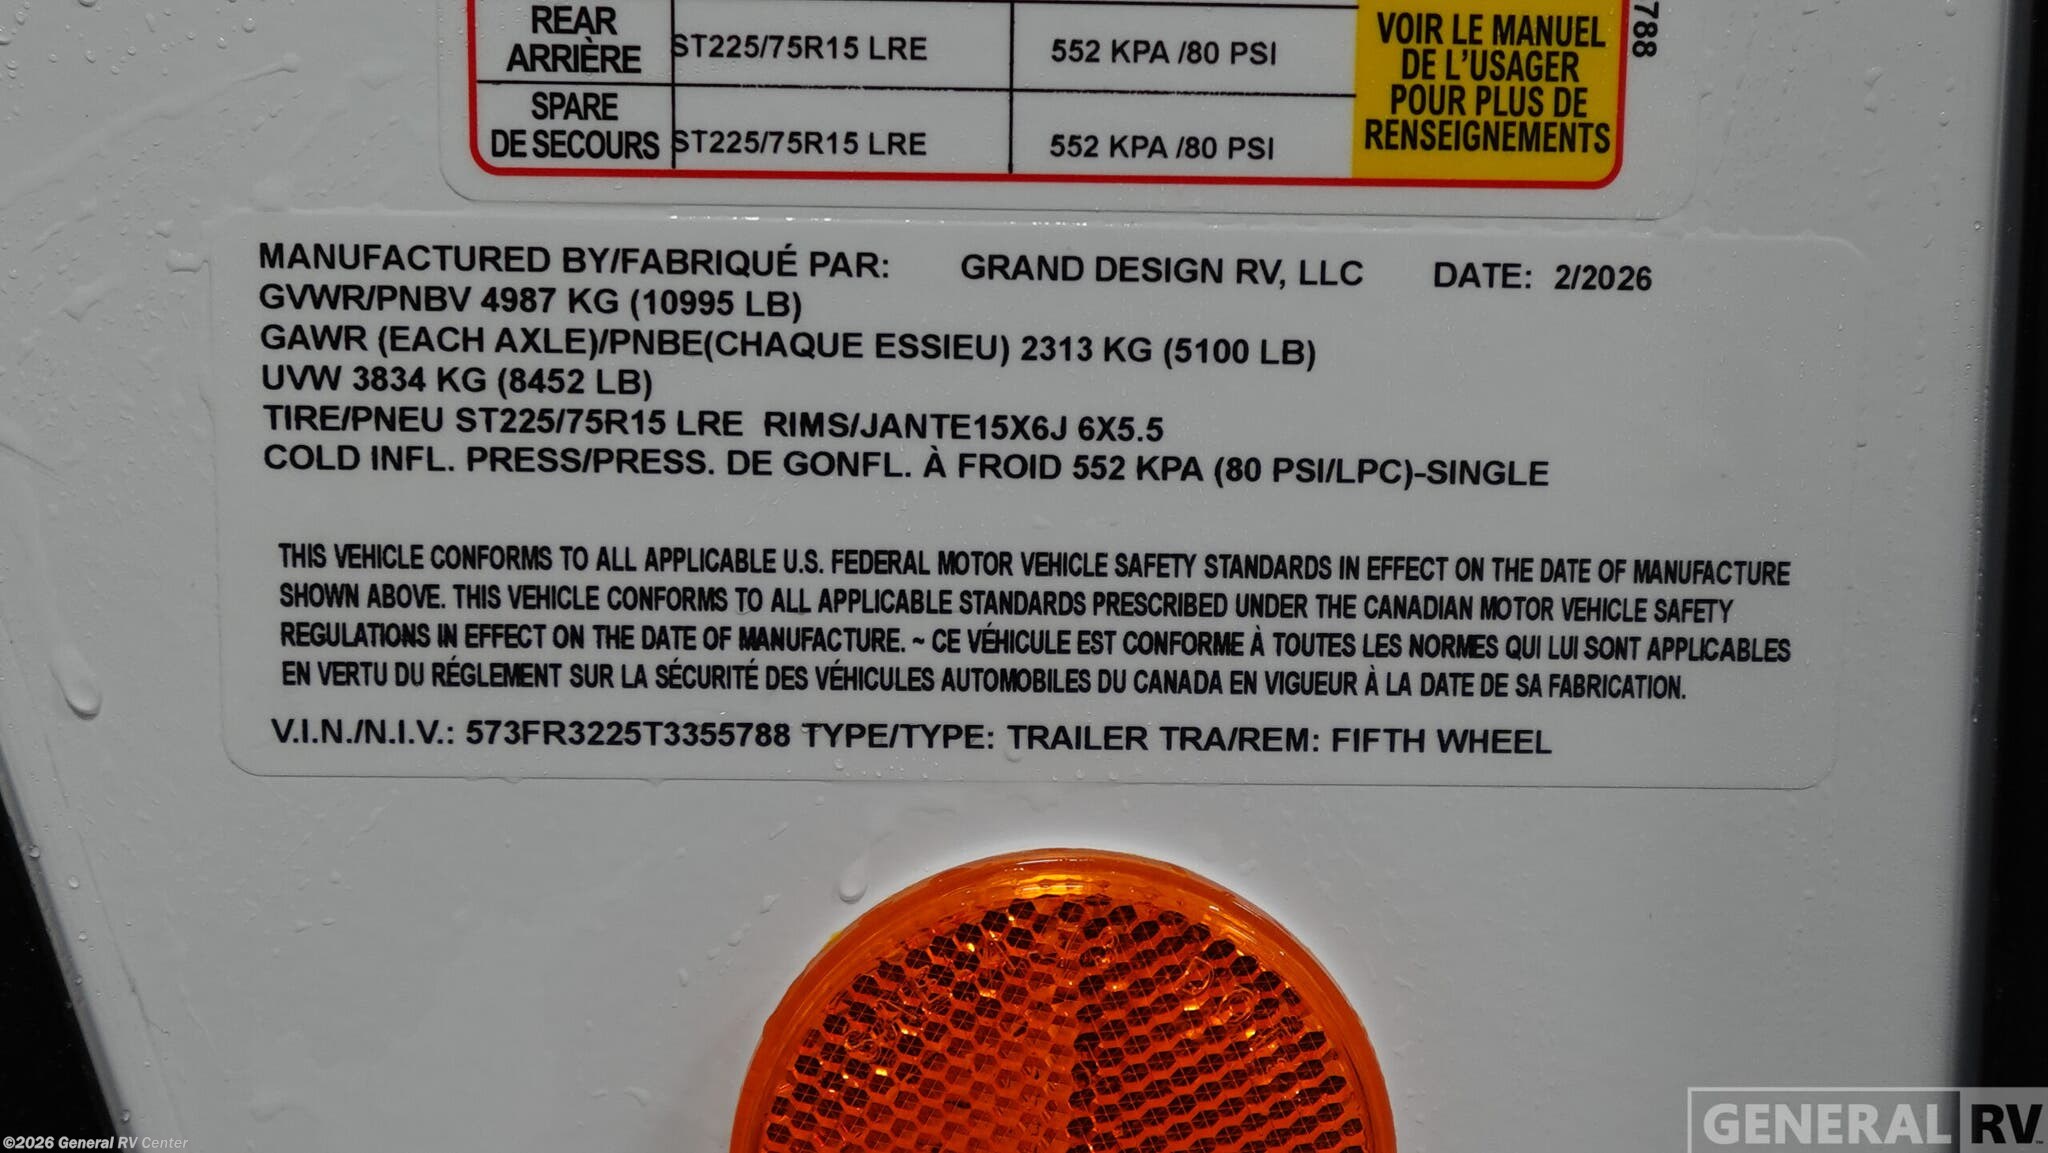 REAR
ARRIÈRE
ST225/75R15 LRE
552 KPA /80 PSI
SPARE
DE SECOURS
ST225/75R15 LRE
552 KPA /80 PSI
VOIR LE MANUEL
DE L'USAGER
POUR PLUS DE
RENSEIGNEMENTS
788
MANUFACTURED BY/FABRIQUÉ PAR: GRAND DESIGN RV, LLC DATE: 2/2026
GVWR/PNBV 4987 KG (10995 LB)
GAWR (EACH AXLE)/PNBE(CHAQUE ESSIEU) 2313 KG (5100 LB)
UVW 3834 KG (8452 LB)
TIRE/PNEU ST225/75R15 LRE RIMS/JANTE15X6J 6X5.5
COLD INFL. PRESS/PRESS. DE GONFL. À FROID 552 KPA (80 PSI/LPC)-SINGLE
THIS VEHICLE CONFORMS TO ALL APPLICABLE U.S. FEDERAL MOTOR VEHICLE SAFETY STANDARDS IN EFFECT ON THE DATE OF MANUFACTURE
SHOWN ABOVE. THIS VEHICLE CONFORMS TO ALL APPLICABLE STANDARDS PRESCRIBED UNDER THE CANADIAN MOTOR VEHICLE SAFETY
REGULATIONS IN EFFECT ON THE DATE OF MANUFACTURE. ~ CE VÉHICULE EST CONFORME À TOUTES LES NORMES QUI LUI SONT APPLICABLES
EN VERTU DU RÉGLEMENT SUR LA SÉCURITÉ DES VÉHICULES AUTOMOBILES DU CANADA EN VIGUEUR À LA DATE DE SA FABRICATION.
V.I.N./N.I.V.: 573FR3225T3355788 TYPE/TYPE: TRAILER TRA/REM: FIFTH WHEEL
©2026 General RV Center
GENERAL RV